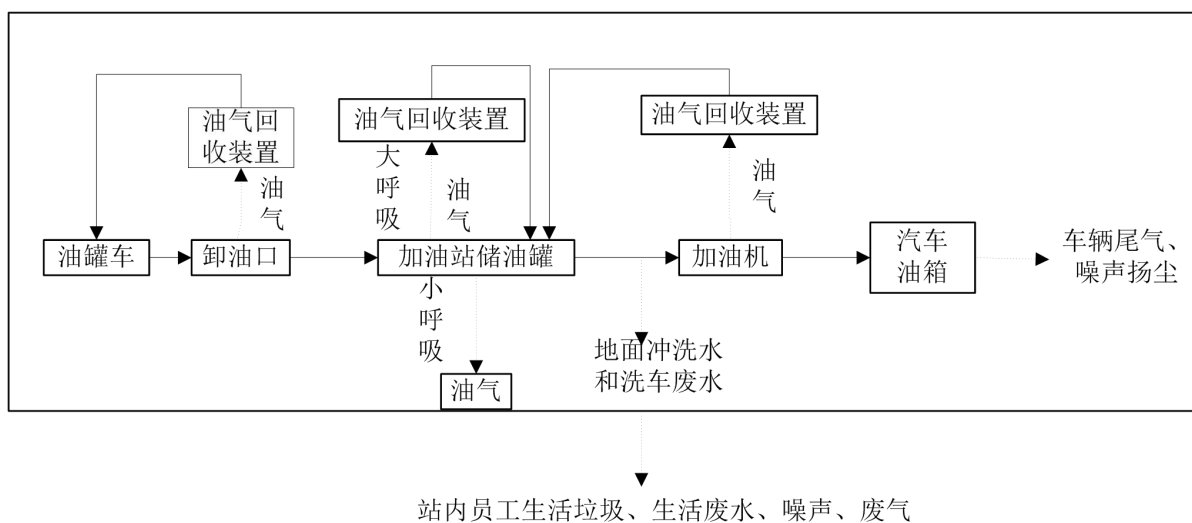 油气回
收装置
油气回收装置
油气回收装置
油气
大呼吸
油气
油气
油罐车
卸油口
加油站储油罐
加油机
汽车
油箱
车辆尾气、
噪声扬尘
小呼吸
油气
地面冲洗水
和洗车废水
站内员工生活垃圾、生活废水、噪声、废气